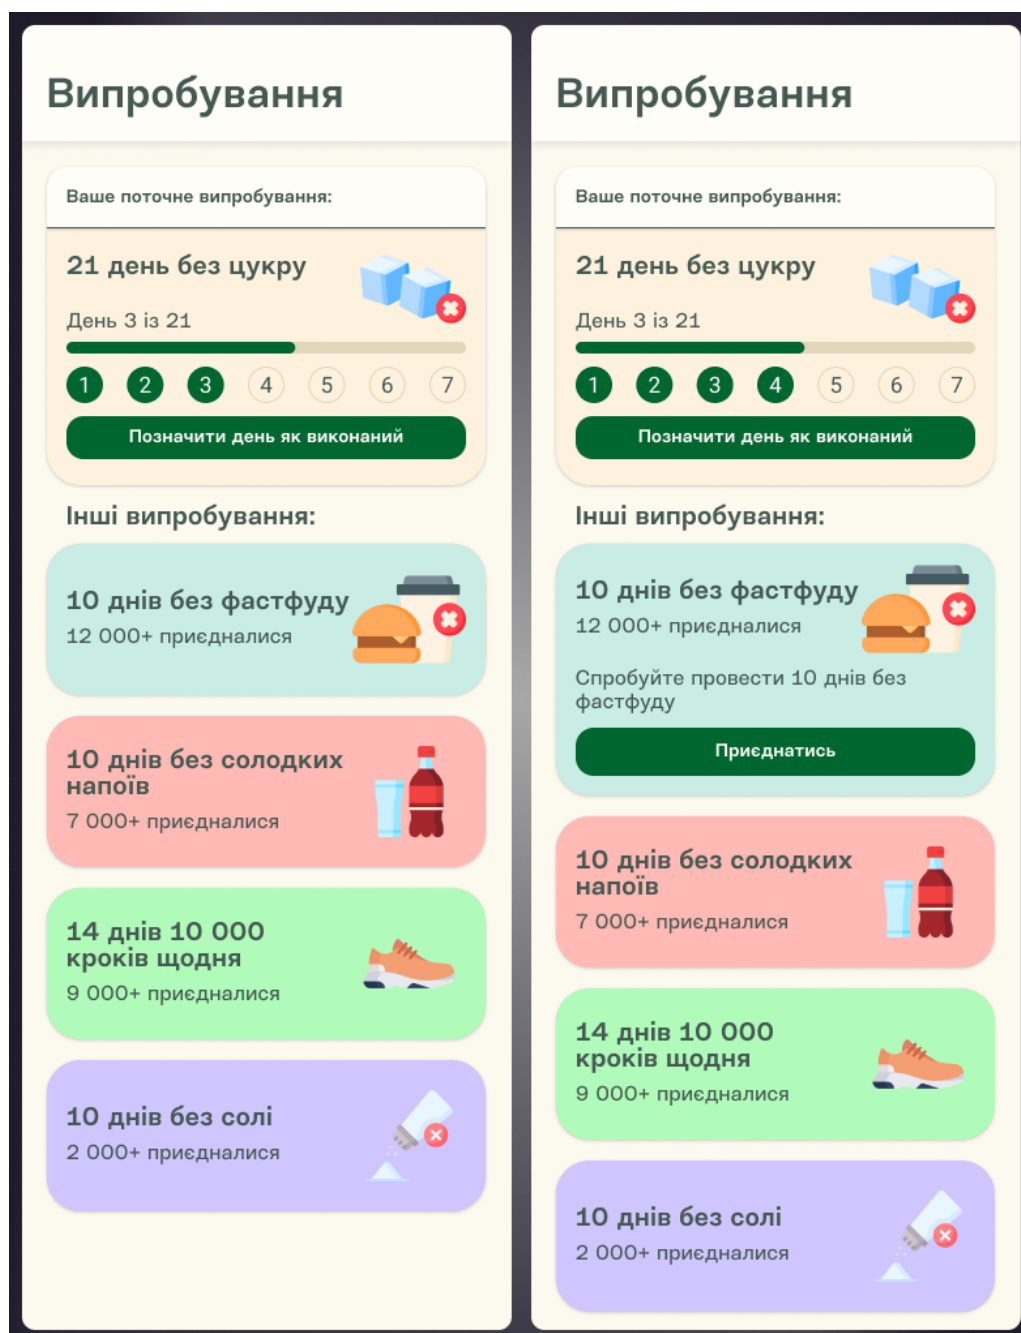 Випробування
Ваше поточне випробування:
21 день без цукру
День 3 із 21
1 2 3 4 5 6 7
Позначити день як виконаний
Інші випробування:
10 днів без фастфуду
12 000+ приєдналися
10 днів без солодких
напоїв
7 000+ приєдналися
14 днів 10 000
кроків щодня
9 000+ приєдналися
10 днів без солі
2 000+ приєдналися
Випробування
Ваше поточне випробування:
21 день без цукру
День 3 із 21
1 2 3 4 5 6 7
Позначити день як виконаний
Інші випробування:
10 днів без фастфуду
12 000+ приєдналися
Спробуйте провести 10 днів без
фастфуду
Приєднатись
10 днів без солодких
напоїв
7 000+ приєдналися
14 днів 10 000
кроків щодня
9 000+ приєдналися
10 днів без солі
2 000+ приєдналися